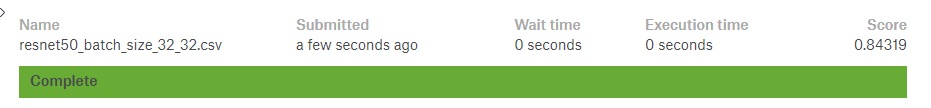 Name Submitted Wait time Execution time Score
resnet50_batch_size_32_32.csv a few seconds ago 0 seconds 0 seconds 0.84319
Complete